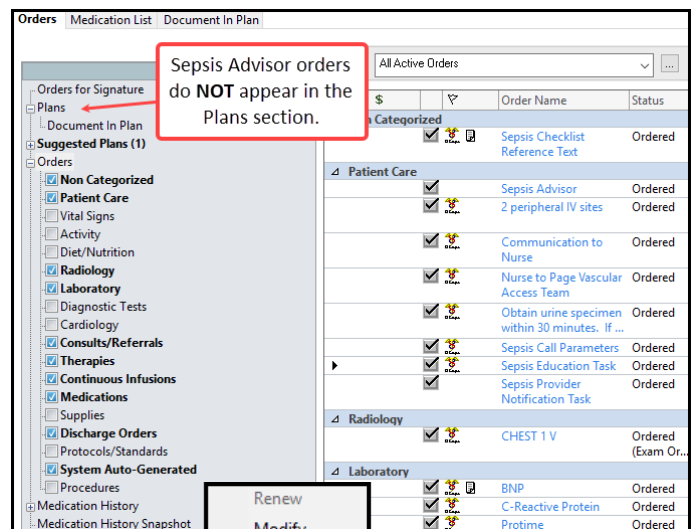 Orders Medication List Document In Plan
Sepsis Advisor orders
do NOT appear in the
Plans section.
All Active Orders
...
Orders for Signature
Plans
Document In Plan
Suggested Plans (1)
Orders
Non Categorized
Patient Care
Vital Signs
Activity
Diet/Nutrition
Radiology
Laboratory
Diagnostic Tests
Cardiology
Consults/Referrals
Therapies
Continuous Infusions
Medications
Supplies
Discharge Orders
Protocols/Standards
System Auto-Generated
Procedures
Medication History
Medication History Snapshot
Renew
Modify
$ Order Name Status
Categorized
Sepsis Checklist Ordered
Reference Text
Patient Care
Sepsis Advisor Ordered
2 peripheral IV sites Ordered
Communication to Ordered
Nurse
Nurse to Page Vascular Ordered
Access Team
Obtain urine specimen Ordered
within 30 minutes. If ...
Sepsis Call Parameters Ordered
Sepsis Education Task Ordered
Sepsis Provider Ordered
Notification Task
Radiology
CHEST 1 V Ordered
(Exam Or...
Laboratory
BNP Ordered
C-Reactive Protein Ordered
Protime Ordered